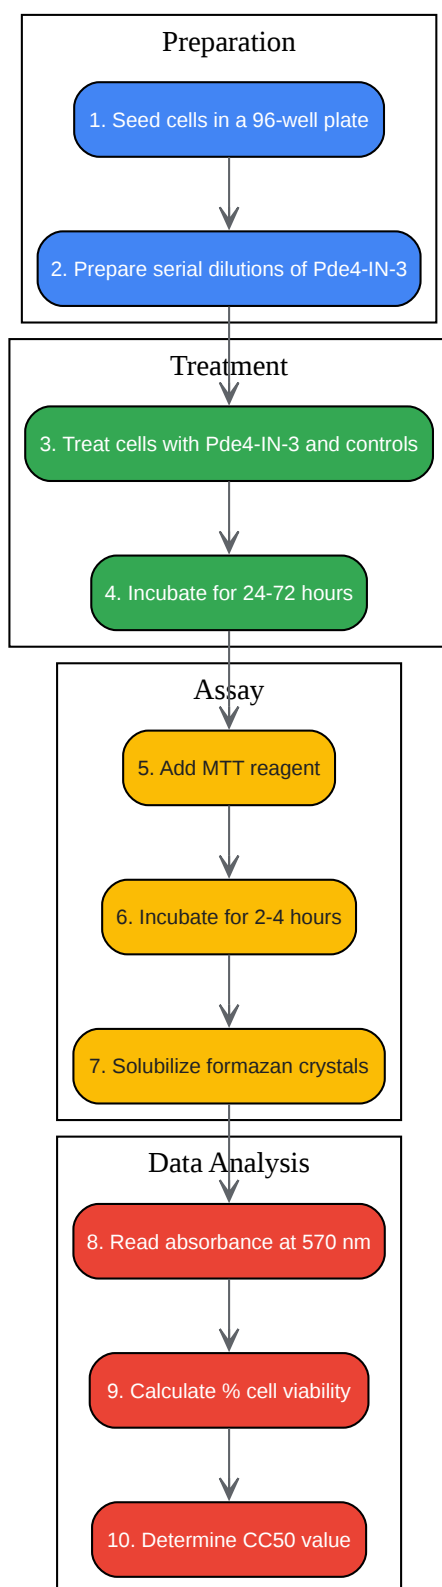 Preparation
1. Seed cells in a 96-well plate
2. Prepare serial dilutions of Pde4-IN-3
Treatment
3. Treat cells with Pde4-IN-3 and controls
4. Incubate for 24-72 hours
Assay
5. Add MTT reagent
6. Incubate for 2-4 hours
7. Solubilize formazan crystals
Data Analysis
8. Read absorbance at 570 nm
9. Calculate % cell viability
10. Determine CC50 value